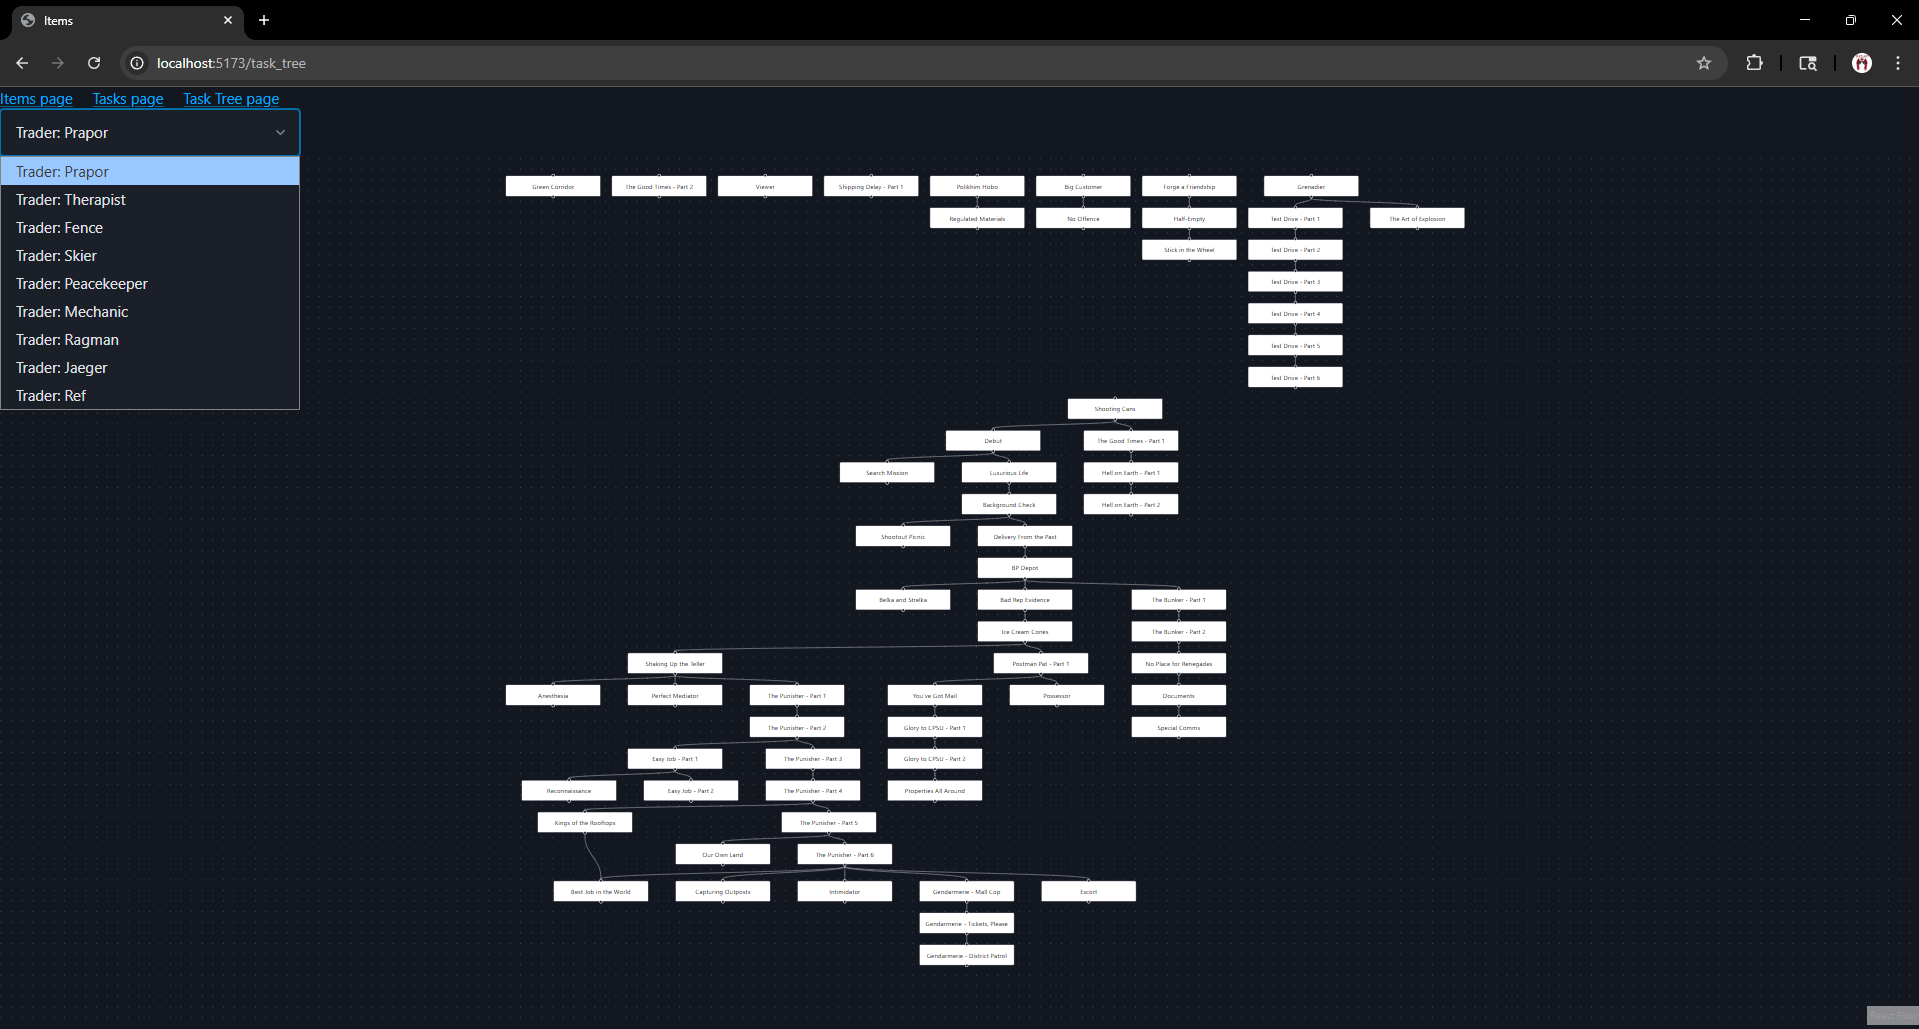 Items
localhost:5173/task_tree
Items page Tasks page Task Tree page
Trader: Prapor
Trader: Prapor
Trader: Therapist
Trader: Fence
Trader: Skier
Trader: Peacekeeper
Trader: Mechanic
Trader: Ragman
Trader: Jaeger
Trader: Ref
Green Corridor The Good Times - Part 2 Viewer Shipping Delay - Part 1 Polikhim Hobo Big Customer Forge a Friendship Grenadier
Regulated Materials No Offence Half-Empty Test Drive - Part 1 The Art of Explosion
Stick in the Wheel Test Drive - Part 2
Test Drive - Part 3
Test Drive - Part 4
Test Drive - Part 5
Test Drive - Part 6
Shooting Cans
Debut The Good Times - Part 1
Search Mission Luxurious Life Hell on Earth - Part 1
Background Check Hell on Earth - Part 2
Shootout Picnic Delivery From the Past
BP Depot
Belka and Strelka Bad Rep Evidence The Bunker - Part 1
Ice Cream Cones The Bunker - Part 2
Shaking Up the Teller Postman Pat - Part 1 No Place for Renegades
Anesthesia Perfect Mediator The Punisher - Part 1 You've Got Mail Possessor Documents
The Punisher - Part 2 Glory to CPSU - Part 1 Special Comms
Easy Job - Part 1 The Punisher - Part 3 Glory to CPSU - Part 2
Reconnaissance Easy Job - Part 2 The Punisher - Part 4 Properties All Around
Kings of the Rooftops The Punisher - Part 5
Our Own Land The Punisher - Part 6
Best Job in the World Capturing Outposts Intimidator Gendarmerie - Mall Cop Escort
Gendarmerie - Tickets, Please
Gendarmerie - District Patrol
React Flow